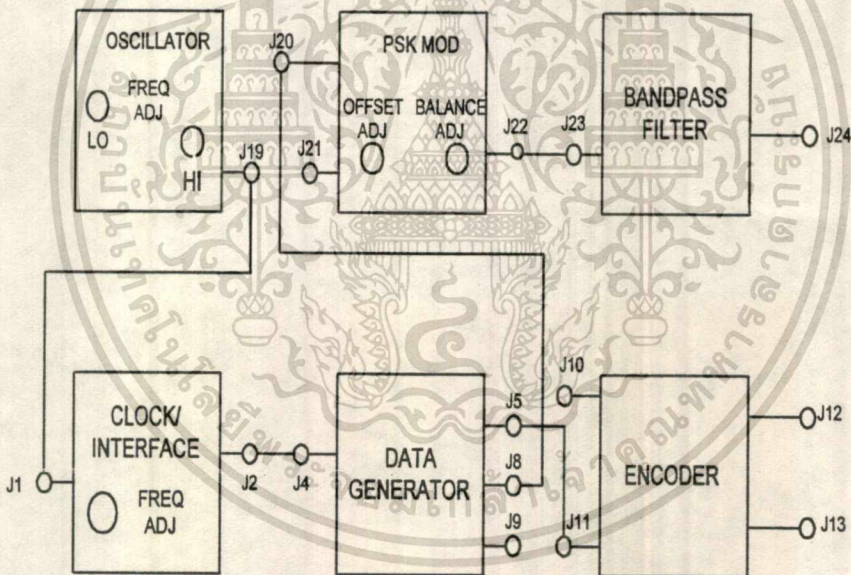 OSCILLATOR
FREQ
ADJ
LO
HI
J19
J20
J21
PSK MOD
OFFSET
ADJ
BALANCE
ADJ
J22
J23
BANDPASS
FILTER
J24
J1
CLOCK/
INTERFACE
FREQ
ADJ
J2
J4
DATA
GENERATOR
J5
J8
J9
J10
J11
ENCODER
J12
J13